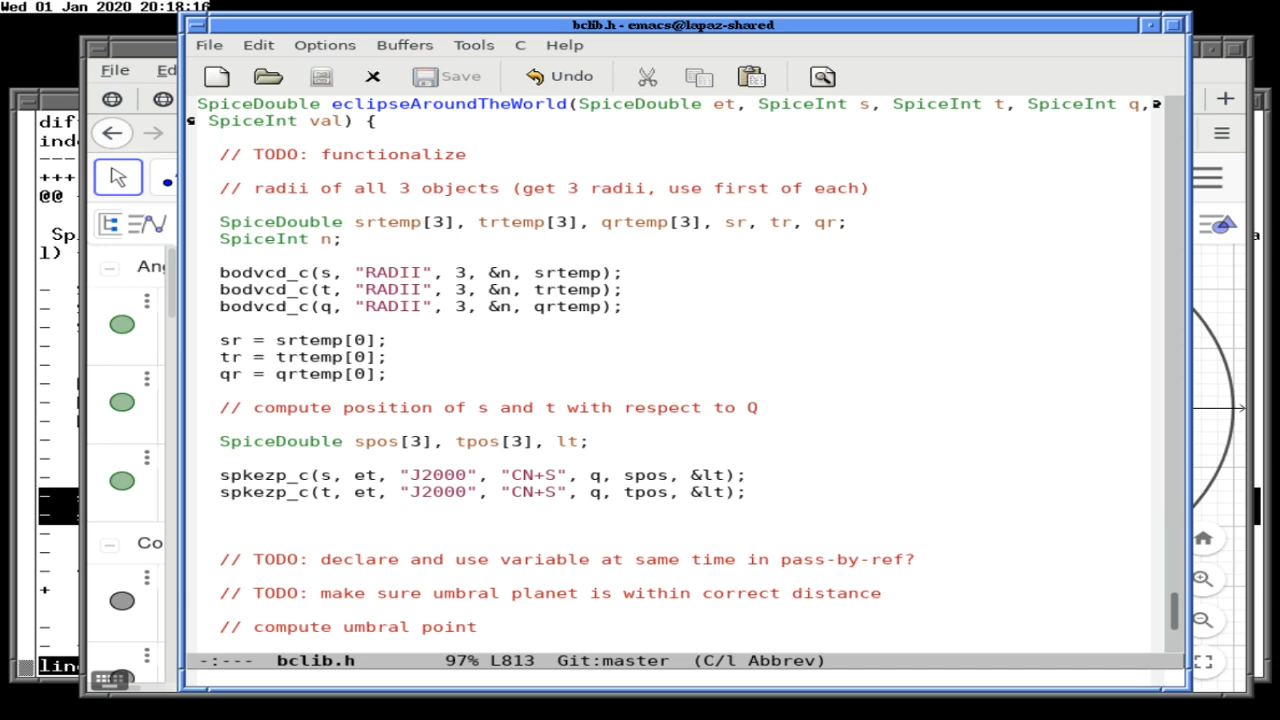 Wed 01 Jan 2020 20:18:16
bclib.h - emacs@lapaz-shared
File Edit Options Buffers Tools C Help
Save Undo
SpiceDouble eclipseAroundTheWorld(SpiceDouble et, SpiceInt s, SpiceInt t, SpiceInt q,
SpiceInt val) {
// TODO: functionalize
// radii of all 3 objects (get 3 radii, use first of each)
SpiceDouble srtemp[3], trtemp[3], qrtemp[3], sr, tr, qr;
SpiceInt n;
bodvcd_c(s, "RADII", 3, &n, srtemp);
bodvcd_c(t, "RADII", 3, &n, trtemp);
bodvcd_c(q, "RADII", 3, &n, qrtemp);
sr = srtemp[0];
tr = trtemp[0];
qr = qrtemp[0];
// compute position of s and t with respect to Q
SpiceDouble spos[3], tpos[3], lt;
spkezp_c(s, et, "J2000", "CN+S", q, spos, &lt);
spkezp_c(t, et, "J2000", "CN+S", q, tpos, &lt);
// TODO: declare and use variable at same time in pass-by-ref?
// TODO: make sure umbral planet is within correct distance
// compute umbral point
-:--- bclib.h 97% L813 Git:master (C/l Abbrev)
File Ed
Ang
Co
dif
ind
---
+++
@@
Sp
l)
+
lin